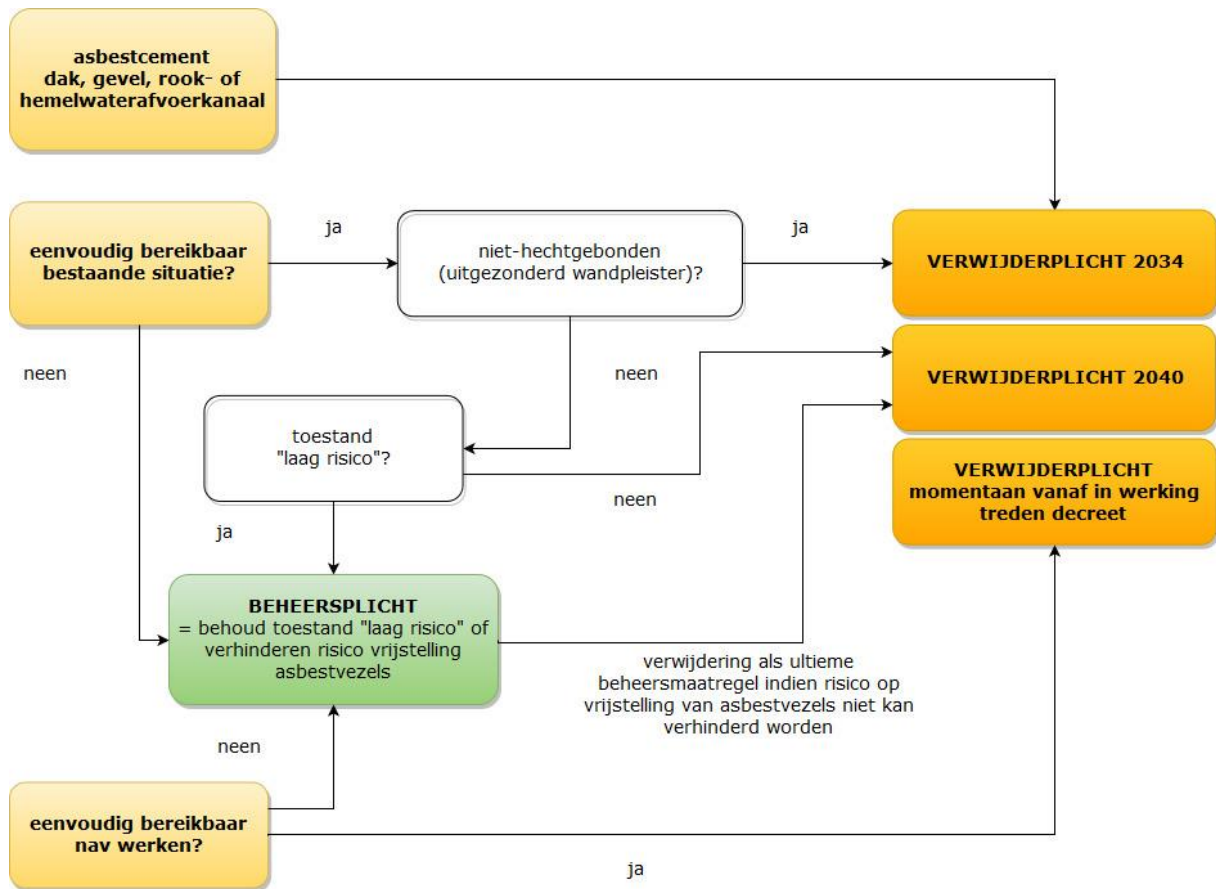 asbestcement
dak, gevel, rook- of
hemelwaterafvoerkanaal
eenvoudig bereikbaar
bestaande situatie?
ja
niet-hechtgebonden
(uitgezonderd wandpleister)?
ja
VERWIJDERPLICHT 2034
neen
neen
VERWIJDERPLICHT 2040
toestand
"laag risico"?
neen
VERWIJDERPLICHT
momentaan vanaf in werking
treden decreet
ja
BEHEERSPLICHT
= behoud toestand "laag risico" of
verhinderen risico vrijstelling
asbestvezels
verwijdering als ultieme
beheersmaatregel indien risico op
vrijstelling van asbestvezels niet kan
verhinderd worden
neen
eenvoudig bereikbaar
nav werken?
ja